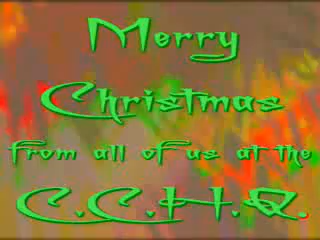 Merry
Christmas
from all of us at the
C.C.H.Q.